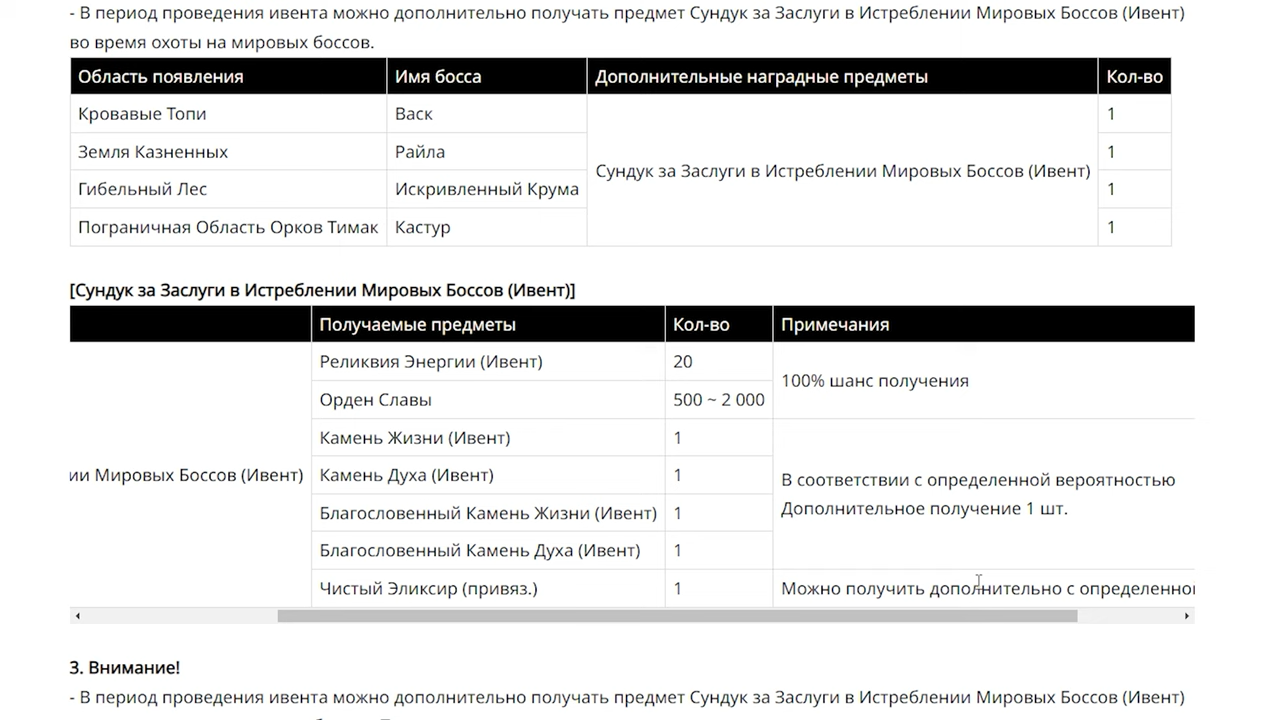 - В период проведения ивента можно дополнительно получать предмет Сундук за Заслуги в Истреблении Мировых Боссов (Ивент)
во время охоты на мировых боссов.
Область появления Имя босса Дополнительные наградные предметы Кол-во
Кровавые Топи Васк 1
Земля Казненных Райла 1
Сундук за Заслуги в Истреблении Мировых Боссов (Ивент)
Гибельный Лес Искривленный Крума 1
Пограничная Область Орков Тимак Кастур 1
[Сундук за Заслуги в Истреблении Мировых Боссов (Ивент)]
Получаемые предметы Кол-во Примечания
Реликвия Энергии (Ивент) 20
100% шанс получения
Орден Славы 500 ~ 2 000
Камень Жизни (Ивент) 1
ии Мировых Боссов (Ивент) Камень Духа (Ивент) 1
В соответствии с определенной вероятностью
Дополнительное получение 1 шт.
Благословенный Камень Жизни (Ивент) 1
Благословенный Камень Духа (Ивент) 1
Чистый Эликсир (привяз.) 1 Можно получить дополнительно с определенно
3. Внимание!
- В период проведения ивента можно дополнительно получать предмет Сундук за Заслуги в Истреблении Мировых Боссов (Ивент)